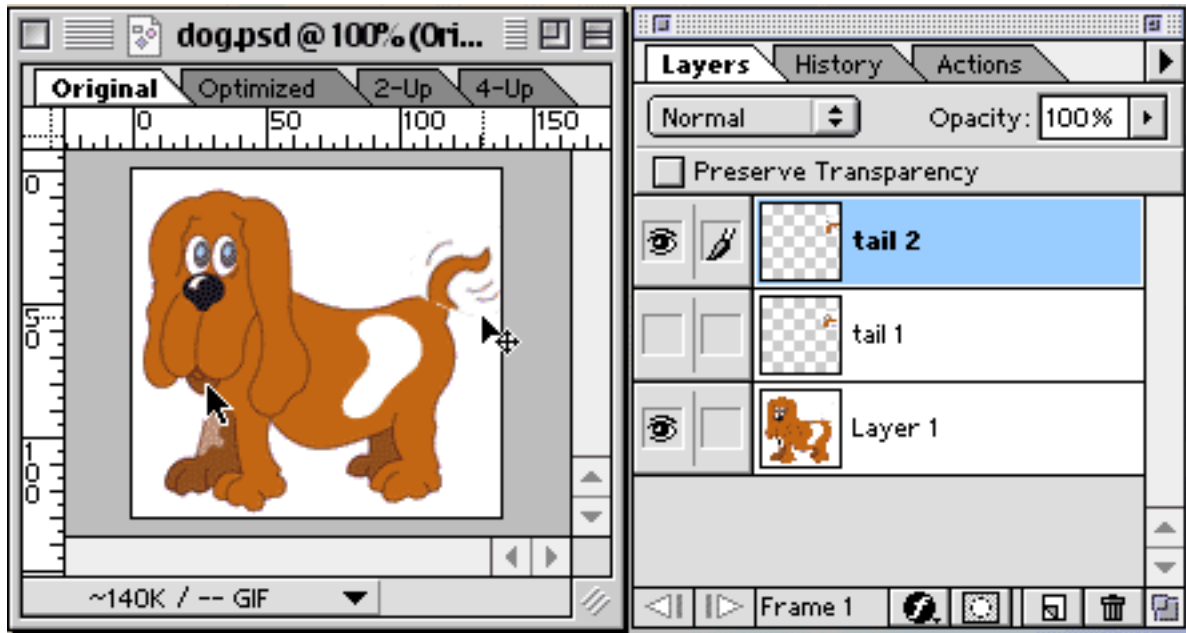 dog.psd @ 100% (Ori...
Original Optimized 2-Up 4-Up
0 50 100 150
0
50
100
~140K / -- GIF
Layers History Actions
Normal Opacity: 100%
Preserve Transparency
tail 2
tail 1
Layer 1
Frame 1